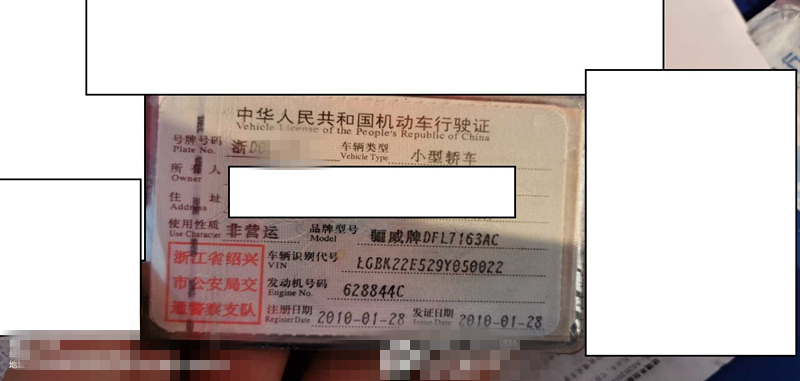 中华人民共和国机动车行驶证
Vehicle License of the People's Republic of China
号牌号码 浙D 车辆类型 小型轿车
Plate No. Vehicle Type
所有人
Owner
住址
Address
使用性质 非营运 品牌型号 骊威牌DFL7163AC
Use Character Model
浙江省绍兴 车辆识别代号 LGBK22E529Y050022
VIN
市公安局交 发动机号码 628844C
Engine No.
通警察支队 注册日期 2010-01-28 发证日期 2010-01-28
Register Date Issue Date